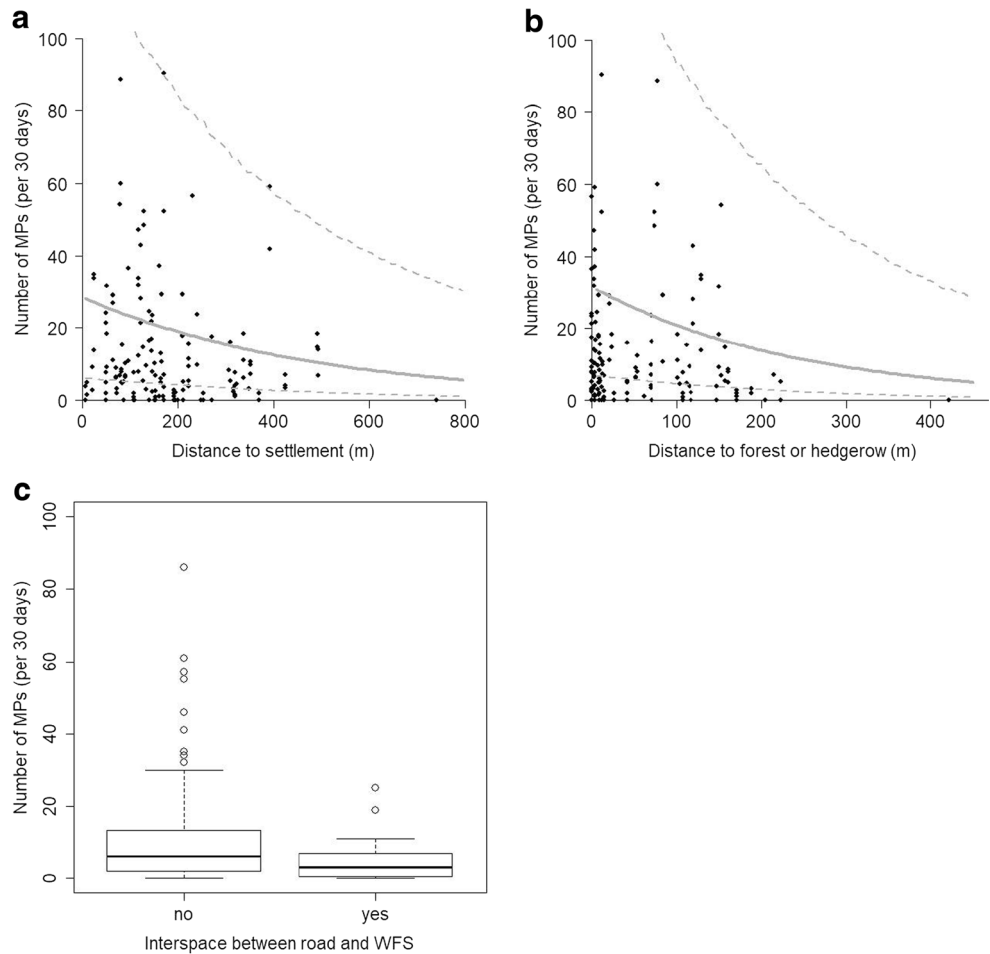 a
Number of MPs (per 30 days)
100
80
60
40
20
0
0 200 400 600 800
Distance to settlement (m)
b
Number of MPs (per 30 days)
100
80
60
40
20
0
0 100 200 300 400
Distance to forest or hedgerow (m)
c
Number of MPs (per 30 days)
100
80
60
40
20
0
no yes
Interspace between road and WFS